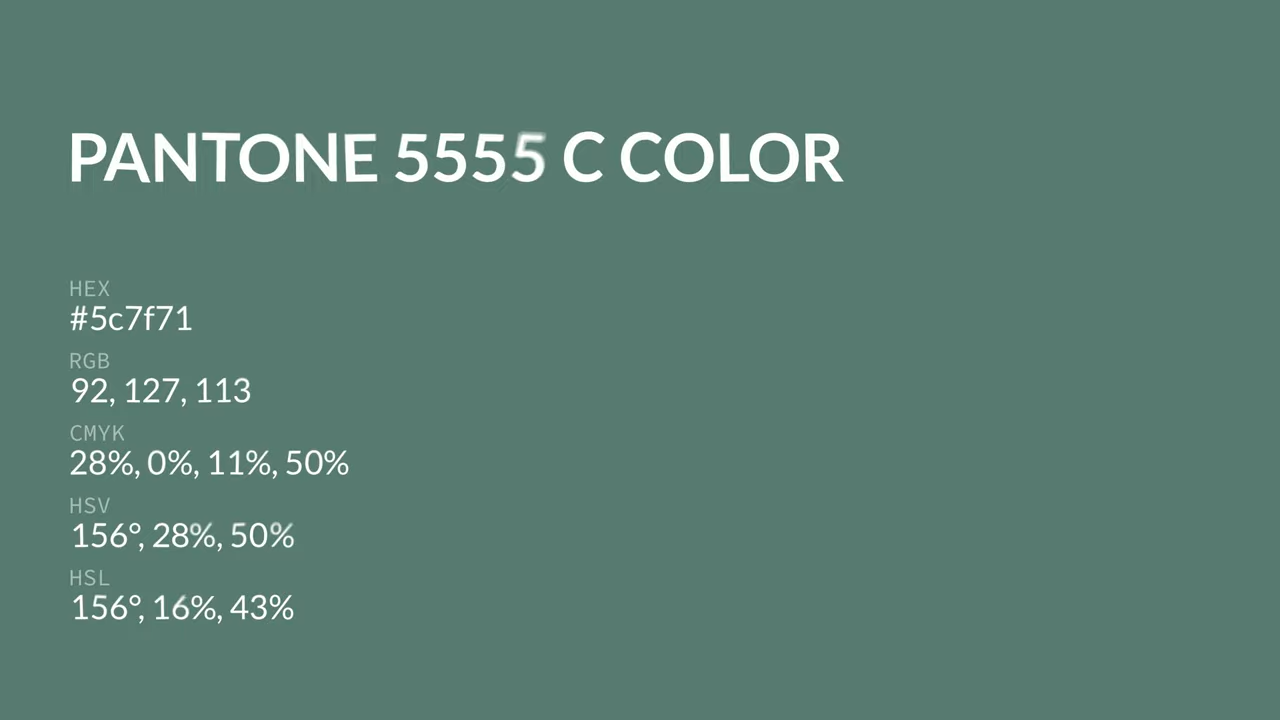 PANTONE 5555 C COLOR
HEX
#5c7f71
RGB
92, 127, 113
CMYK
28%, 0%, 11%, 50%
HSV
156°, 28%, 50%
HSL
156°, 16%, 43%